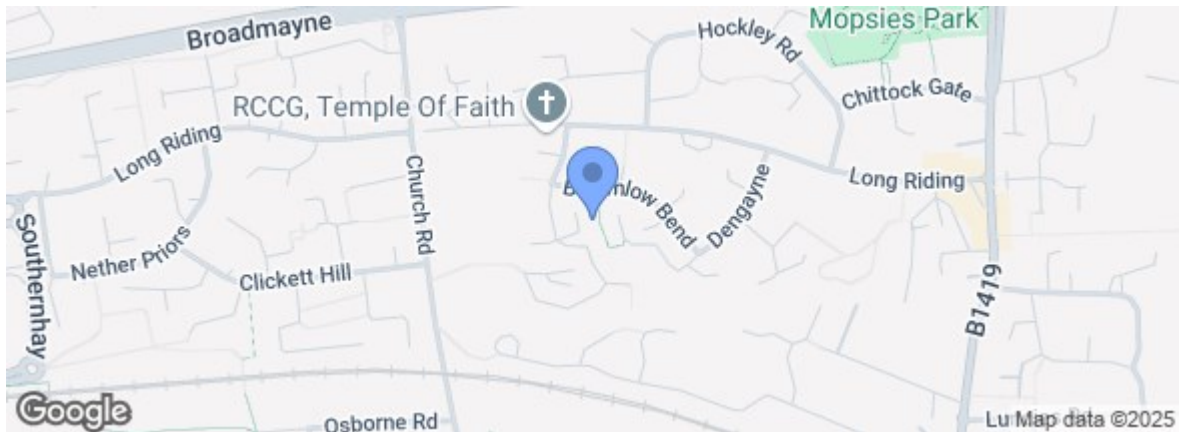 Mopsies Park
Broadmayne
Hockley Rd
Chittock Gate
RCCG, Temple Of Faith
Long Riding
Church Rd
Long Riding
Bend
Dengayne
Southernhay
Nether Priors
Clickett Hill
B1419
Google
Osborne Rd
Map data ©2025